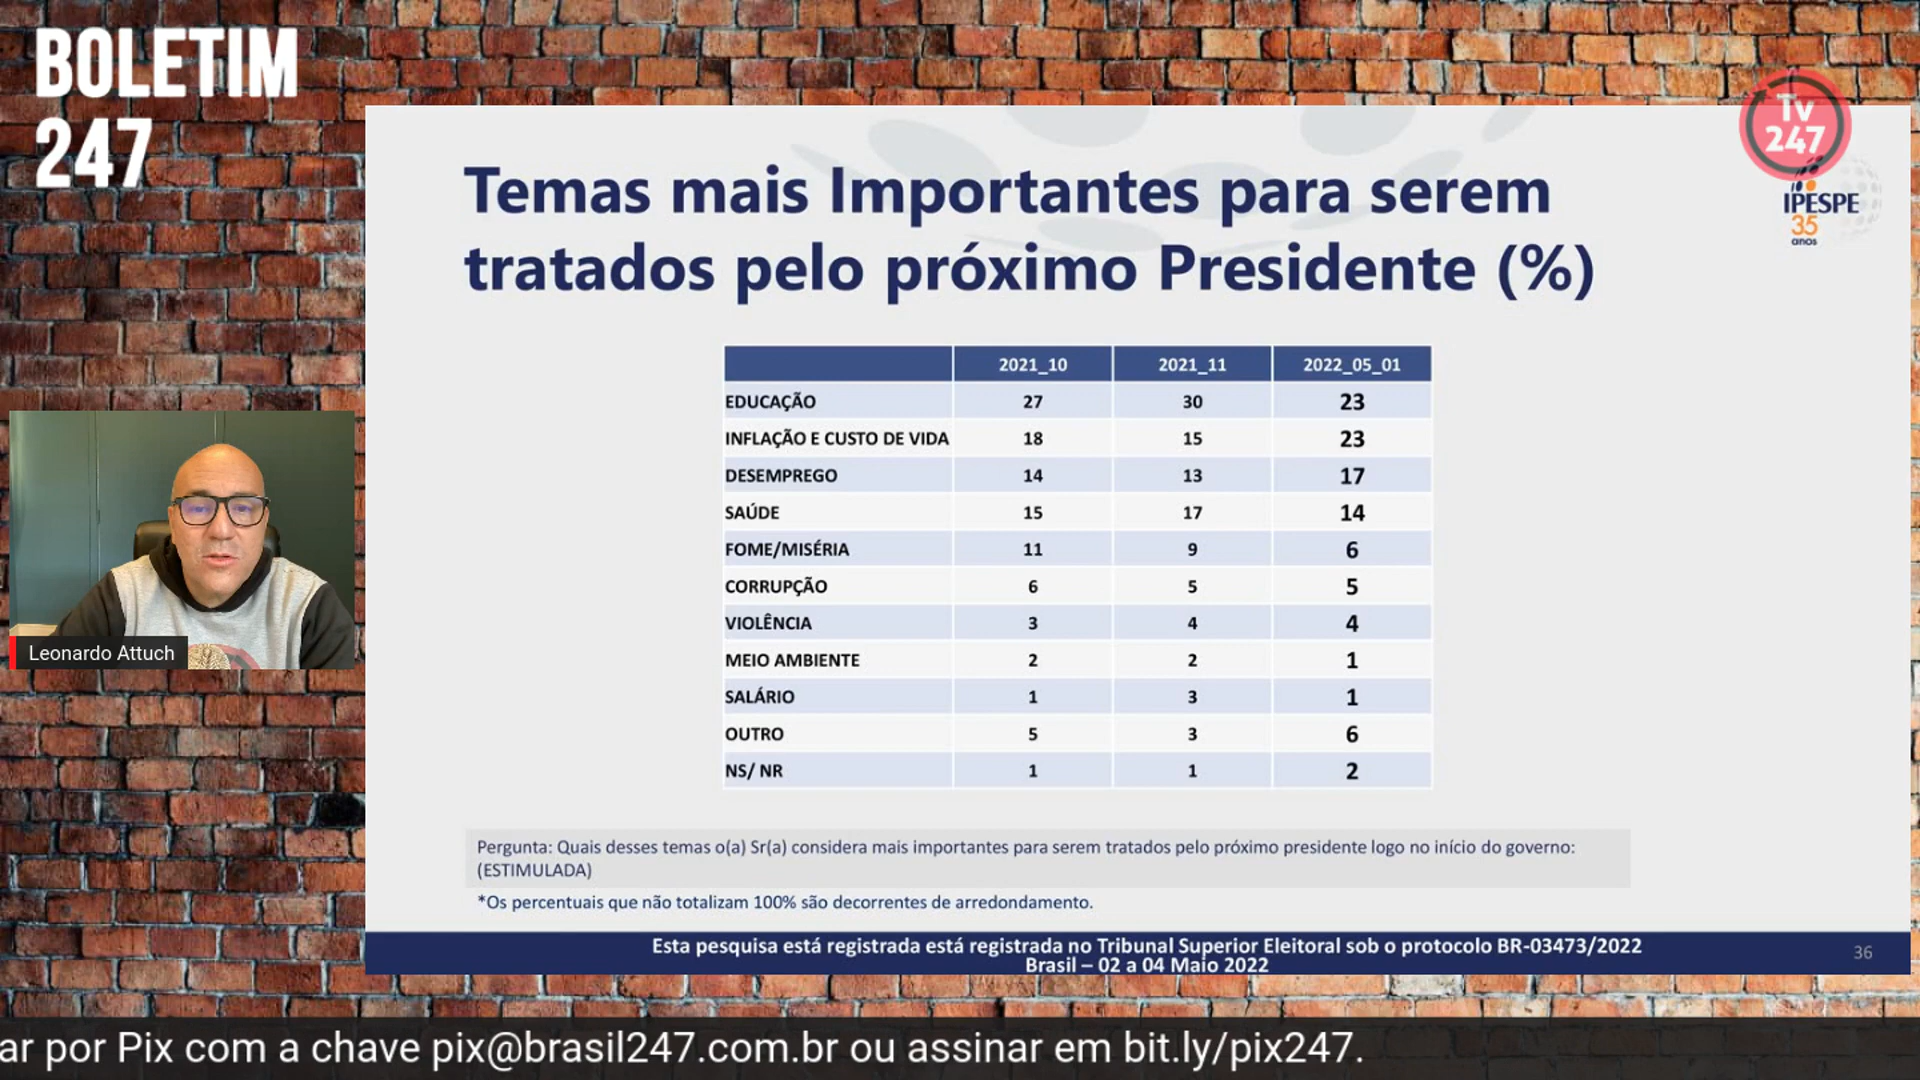 BOLETIM
247
Tv
247
IPESPE
35
anos
Temas mais Importantes para serem
tratados pelo próximo Presidente (%)
2021_10 2021_11 2022_05_01
EDUCAÇÃO 27 30 23
INFLAÇÃO E CUSTO DE VIDA 18 15 23
DESEMPREGO 14 13 17
SAÚDE 15 17 14
FOME/MISÉRIA 11 9 6
CORRUPÇÃO 6 5 5
VIOLÊNCIA 3 4 4
MEIO AMBIENTE 2 2 1
SALÁRIO 1 3 1
OUTRO 5 3 6
NS/ NR 1 1 2
Leonardo Attuch
Pergunta: Quais desses temas o(a) Sr(a) considera mais importantes para serem tratados pelo próximo presidente logo no início do governo:
(ESTIMULADA)
*Os percentuais que não totalizam 100% são decorrentes de arredondamento.
Esta pesquisa está registrada está registrada no Tribunal Superior Eleitoral sob o protocolo BR-03473/2022
Brasil – 02 a 04 Maio 2022
36
ar por Pix com a chave pix@brasil247.com.br ou assinar em bit.ly/pix247.